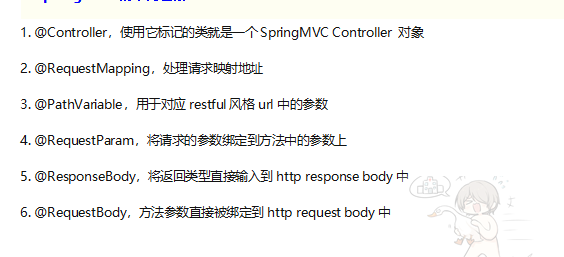 1. @Controller，使用它标记的类就是一个 SpringMVC Controller 对象
2. @RequestMapping，处理请求映射地址
3. @PathVariable，用于对应 restful 风格 url 中的参数
4. @RequestParam，将请求的参数绑定到方法中的参数上
5. @ResponseBody，将返回类型直接输入到 http response body 中
6. @RequestBody，方法参数直接被绑定到 http request body 中